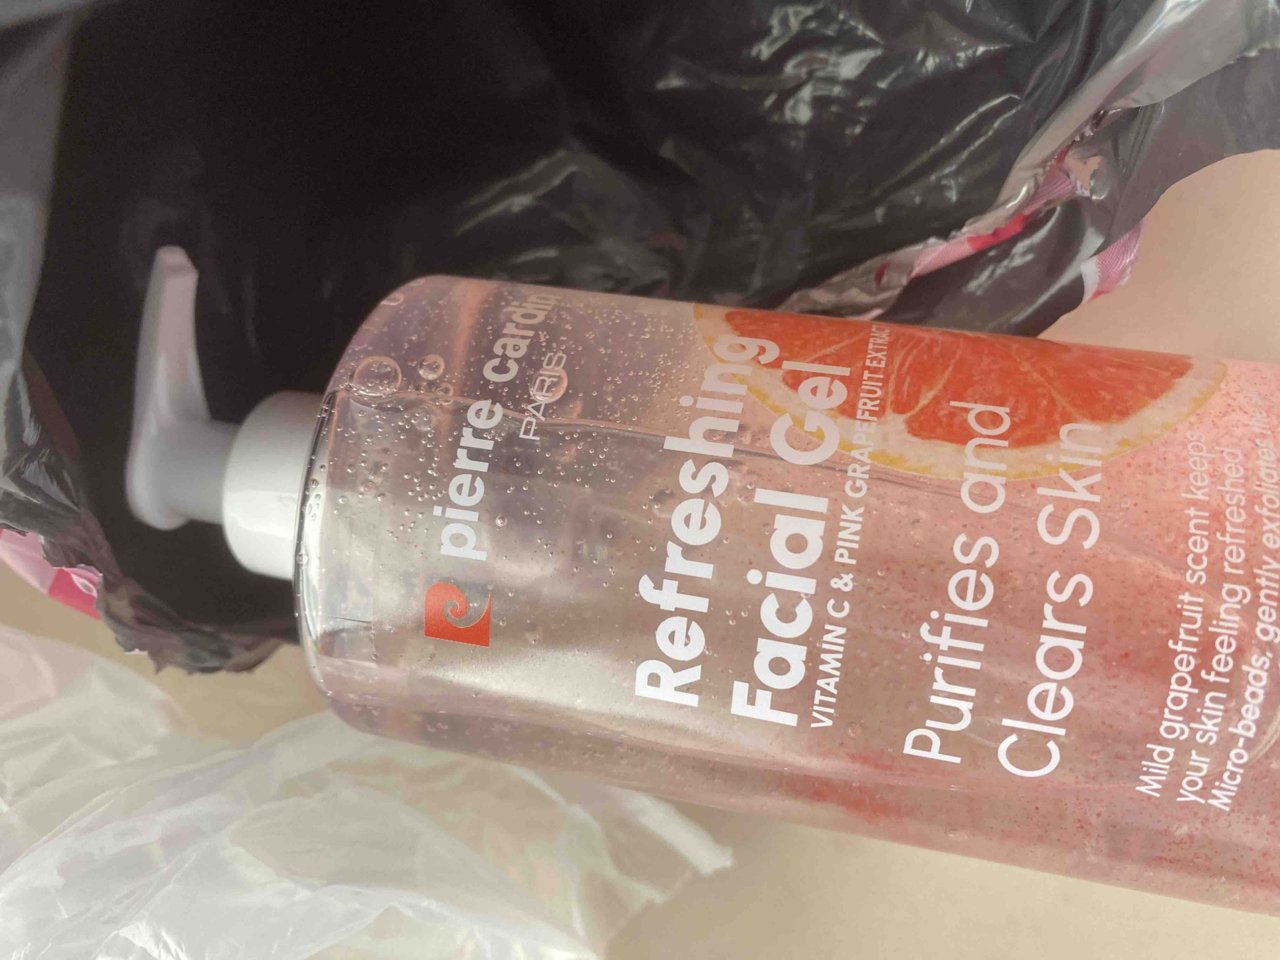 pierre cardin
PARIS
Refreshing
Facial Gel
VITAMIN C & PINK GRAPEFRUIT EXTRACT
Purifies and
Clears Skin
Mild grapefruit scent keeps
your skin feeling refreshed
Micro-beads, gently exfoliates the